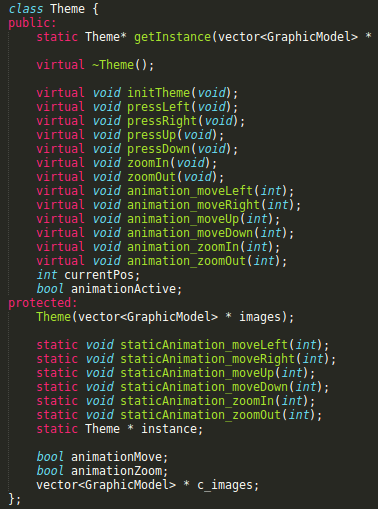 class Theme {
public:
    static Theme* getInstance(vector<GraphicModel> *

    virtual ~Theme();

    virtual void initTheme(void);
    virtual void pressLeft(void);
    virtual void pressRight(void);
    virtual void pressUp(void);
    virtual void pressDown(void);
    virtual void zoomIn(void);
    virtual void zoomOut(void);
    virtual void animation_moveLeft(int);
    virtual void animation_moveRight(int);
    virtual void animation_moveUp(int);
    virtual void animation_moveDown(int);
    virtual void animation_zoomIn(int);
    virtual void animation_zoomOut(int);
    int currentPos;
    bool animationActive;
protected:
    Theme(vector<GraphicModel> * images);

    static void staticAnimation_moveLeft(int);
    static void staticAnimation_moveRight(int);
    static void staticAnimation_moveUp(int);
    static void staticAnimation_moveDown(int);
    static void staticAnimation_zoomIn(int);
    static void staticAnimation_zoomOut(int);
    static Theme * instance;

    bool animationMove;
    bool animationZoom;
    vector<GraphicModel> * c_images;
};